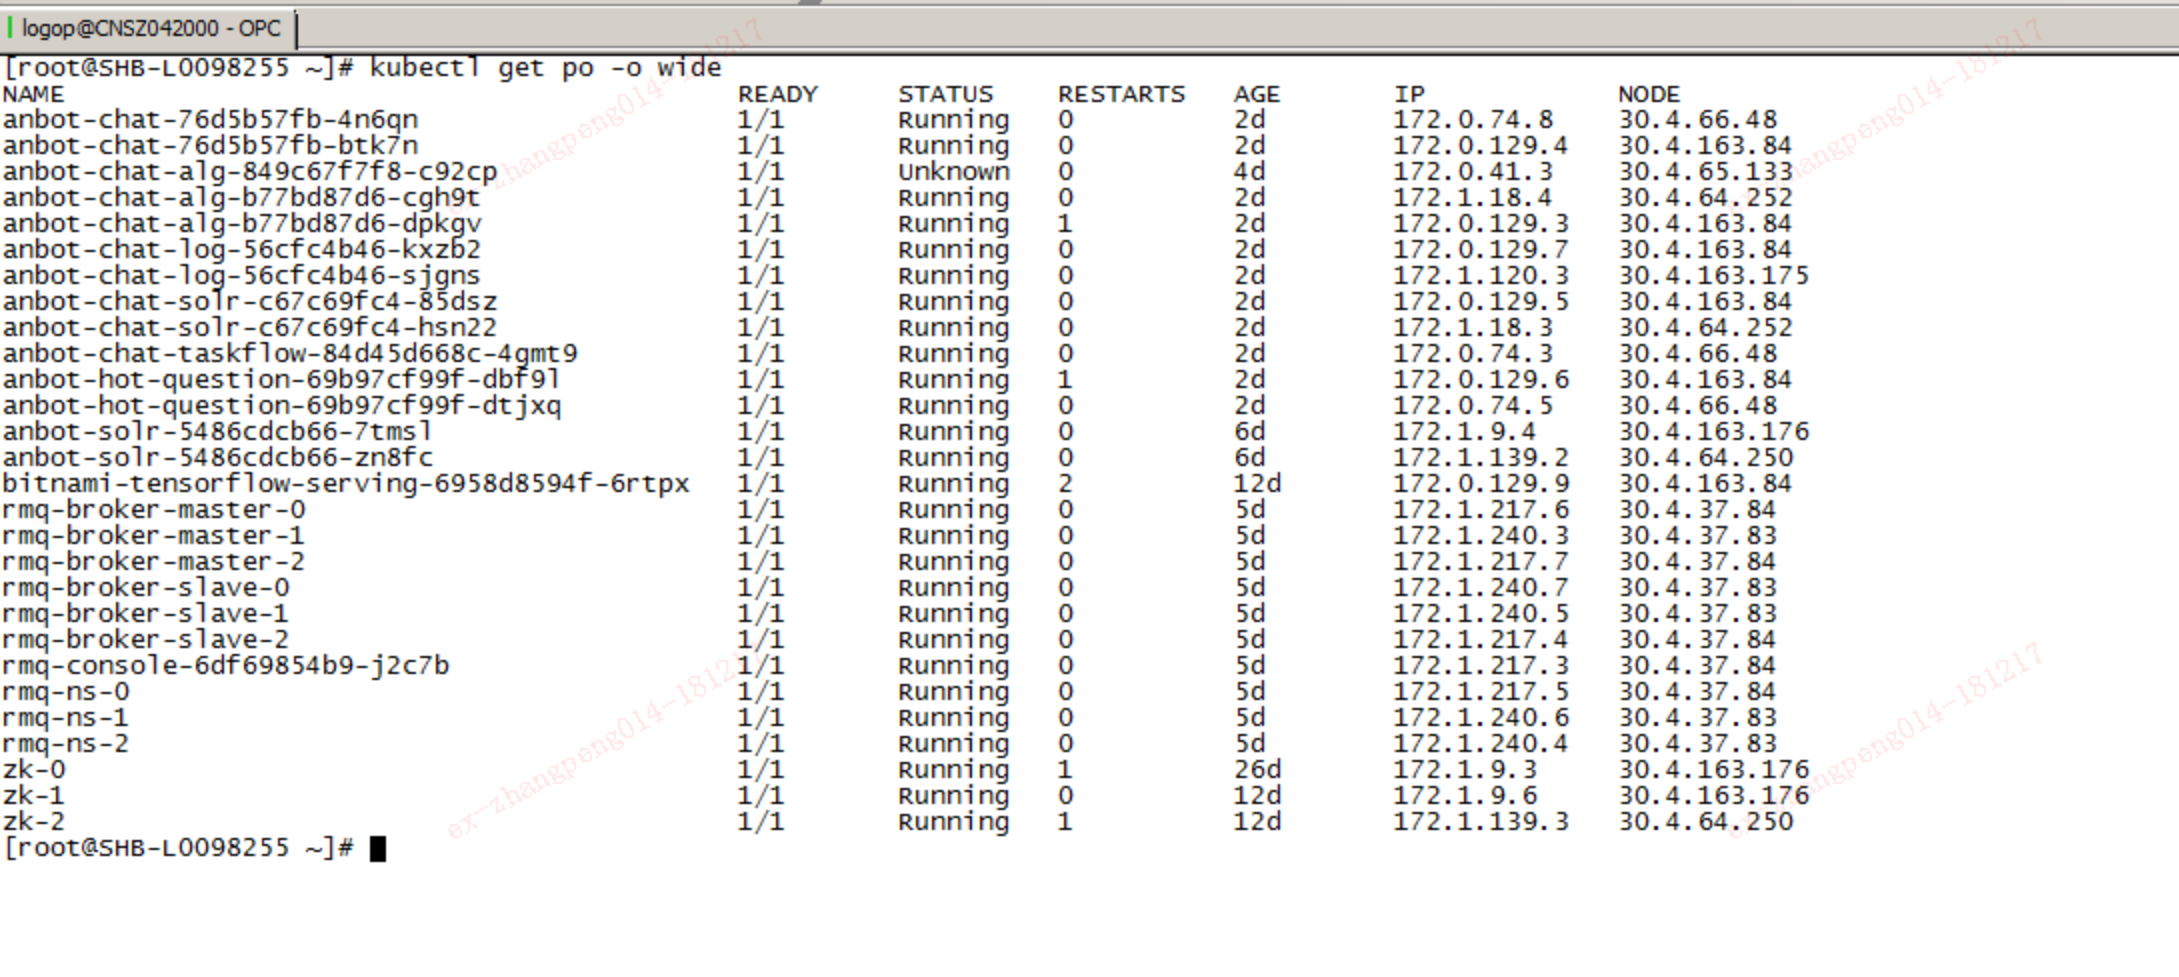 logop@CNSZ042000 - OPC
[root@SHB-L0098255 ~]# kubectl get po -o wide
NAME READY STATUS RESTARTS AGE IP NODE
anbot-chat-76d5b57fb-4n6qn 1/1 Running 0 2d 172.0.74.8 30.4.66.48
anbot-chat-76d5b57fb-btk7n 1/1 Running 0 2d 172.0.129.4 30.4.163.84
anbot-chat-alg-849c67f7f8-c92cp 1/1 Unknown 0 4d 172.0.41.3 30.4.65.133
anbot-chat-alg-b77bd87d6-cgh9t 1/1 Running 0 2d 172.1.18.4 30.4.64.252
anbot-chat-alg-b77bd87d6-dpkgv 1/1 Running 1 2d 172.0.129.3 30.4.163.84
anbot-chat-log-56cfc4b46-kxzb2 1/1 Running 0 2d 172.0.129.7 30.4.163.84
anbot-chat-log-56cfc4b46-sjgns 1/1 Running 0 2d 172.1.120.3 30.4.163.175
anbot-chat-solr-c67c69fc4-85dsz 1/1 Running 0 2d 172.0.129.5 30.4.163.84
anbot-chat-solr-c67c69fc4-hsn22 1/1 Running 0 2d 172.1.18.3 30.4.64.252
anbot-chat-taskflow-84d45d668c-4gmt9 1/1 Running 0 2d 172.0.74.3 30.4.66.48
anbot-hot-question-69b97cf99f-dbf9l 1/1 Running 1 2d 172.0.129.6 30.4.163.84
anbot-hot-question-69b97cf99f-dtjxq 1/1 Running 0 2d 172.0.74.5 30.4.66.48
anbot-solr-5486cdcb66-7tmsl 1/1 Running 0 6d 172.1.9.4 30.4.163.176
anbot-solr-5486cdcb66-zn8fc 1/1 Running 0 6d 172.1.139.2 30.4.64.250
bitnami-tensorflow-serving-6958d8594f-6rtpx 1/1 Running 2 12d 172.0.129.9 30.4.163.84
rmq-broker-master-0 1/1 Running 0 5d 172.1.217.6 30.4.37.84
rmq-broker-master-1 1/1 Running 0 5d 172.1.240.3 30.4.37.83
rmq-broker-master-2 1/1 Running 0 5d 172.1.217.7 30.4.37.84
rmq-broker-slave-0 1/1 Running 0 5d 172.1.240.7 30.4.37.83
rmq-broker-slave-1 1/1 Running 0 5d 172.1.240.5 30.4.37.83
rmq-broker-slave-2 1/1 Running 0 5d 172.1.217.4 30.4.37.84
rmq-console-6df69854b9-j2c7b 1/1 Running 0 5d 172.1.217.3 30.4.37.84
rmq-ns-0 1/1 Running 0 5d 172.1.217.5 30.4.37.84
rmq-ns-1 1/1 Running 0 5d 172.1.240.6 30.4.37.83
rmq-ns-2 1/1 Running 0 5d 172.1.240.4 30.4.37.83
zk-0 1/1 Running 1 26d 172.1.9.3 30.4.163.176
zk-1 1/1 Running 0 12d 172.1.9.6 30.4.163.176
zk-2 1/1 Running 1 12d 172.1.139.3 30.4.64.250
[root@SHB-L0098255 ~]#
ex-zhangpeng014-181217
ex-zhangpeng014-181217
ex-zhangpeng014-181217
ex-zhangpeng014-181217